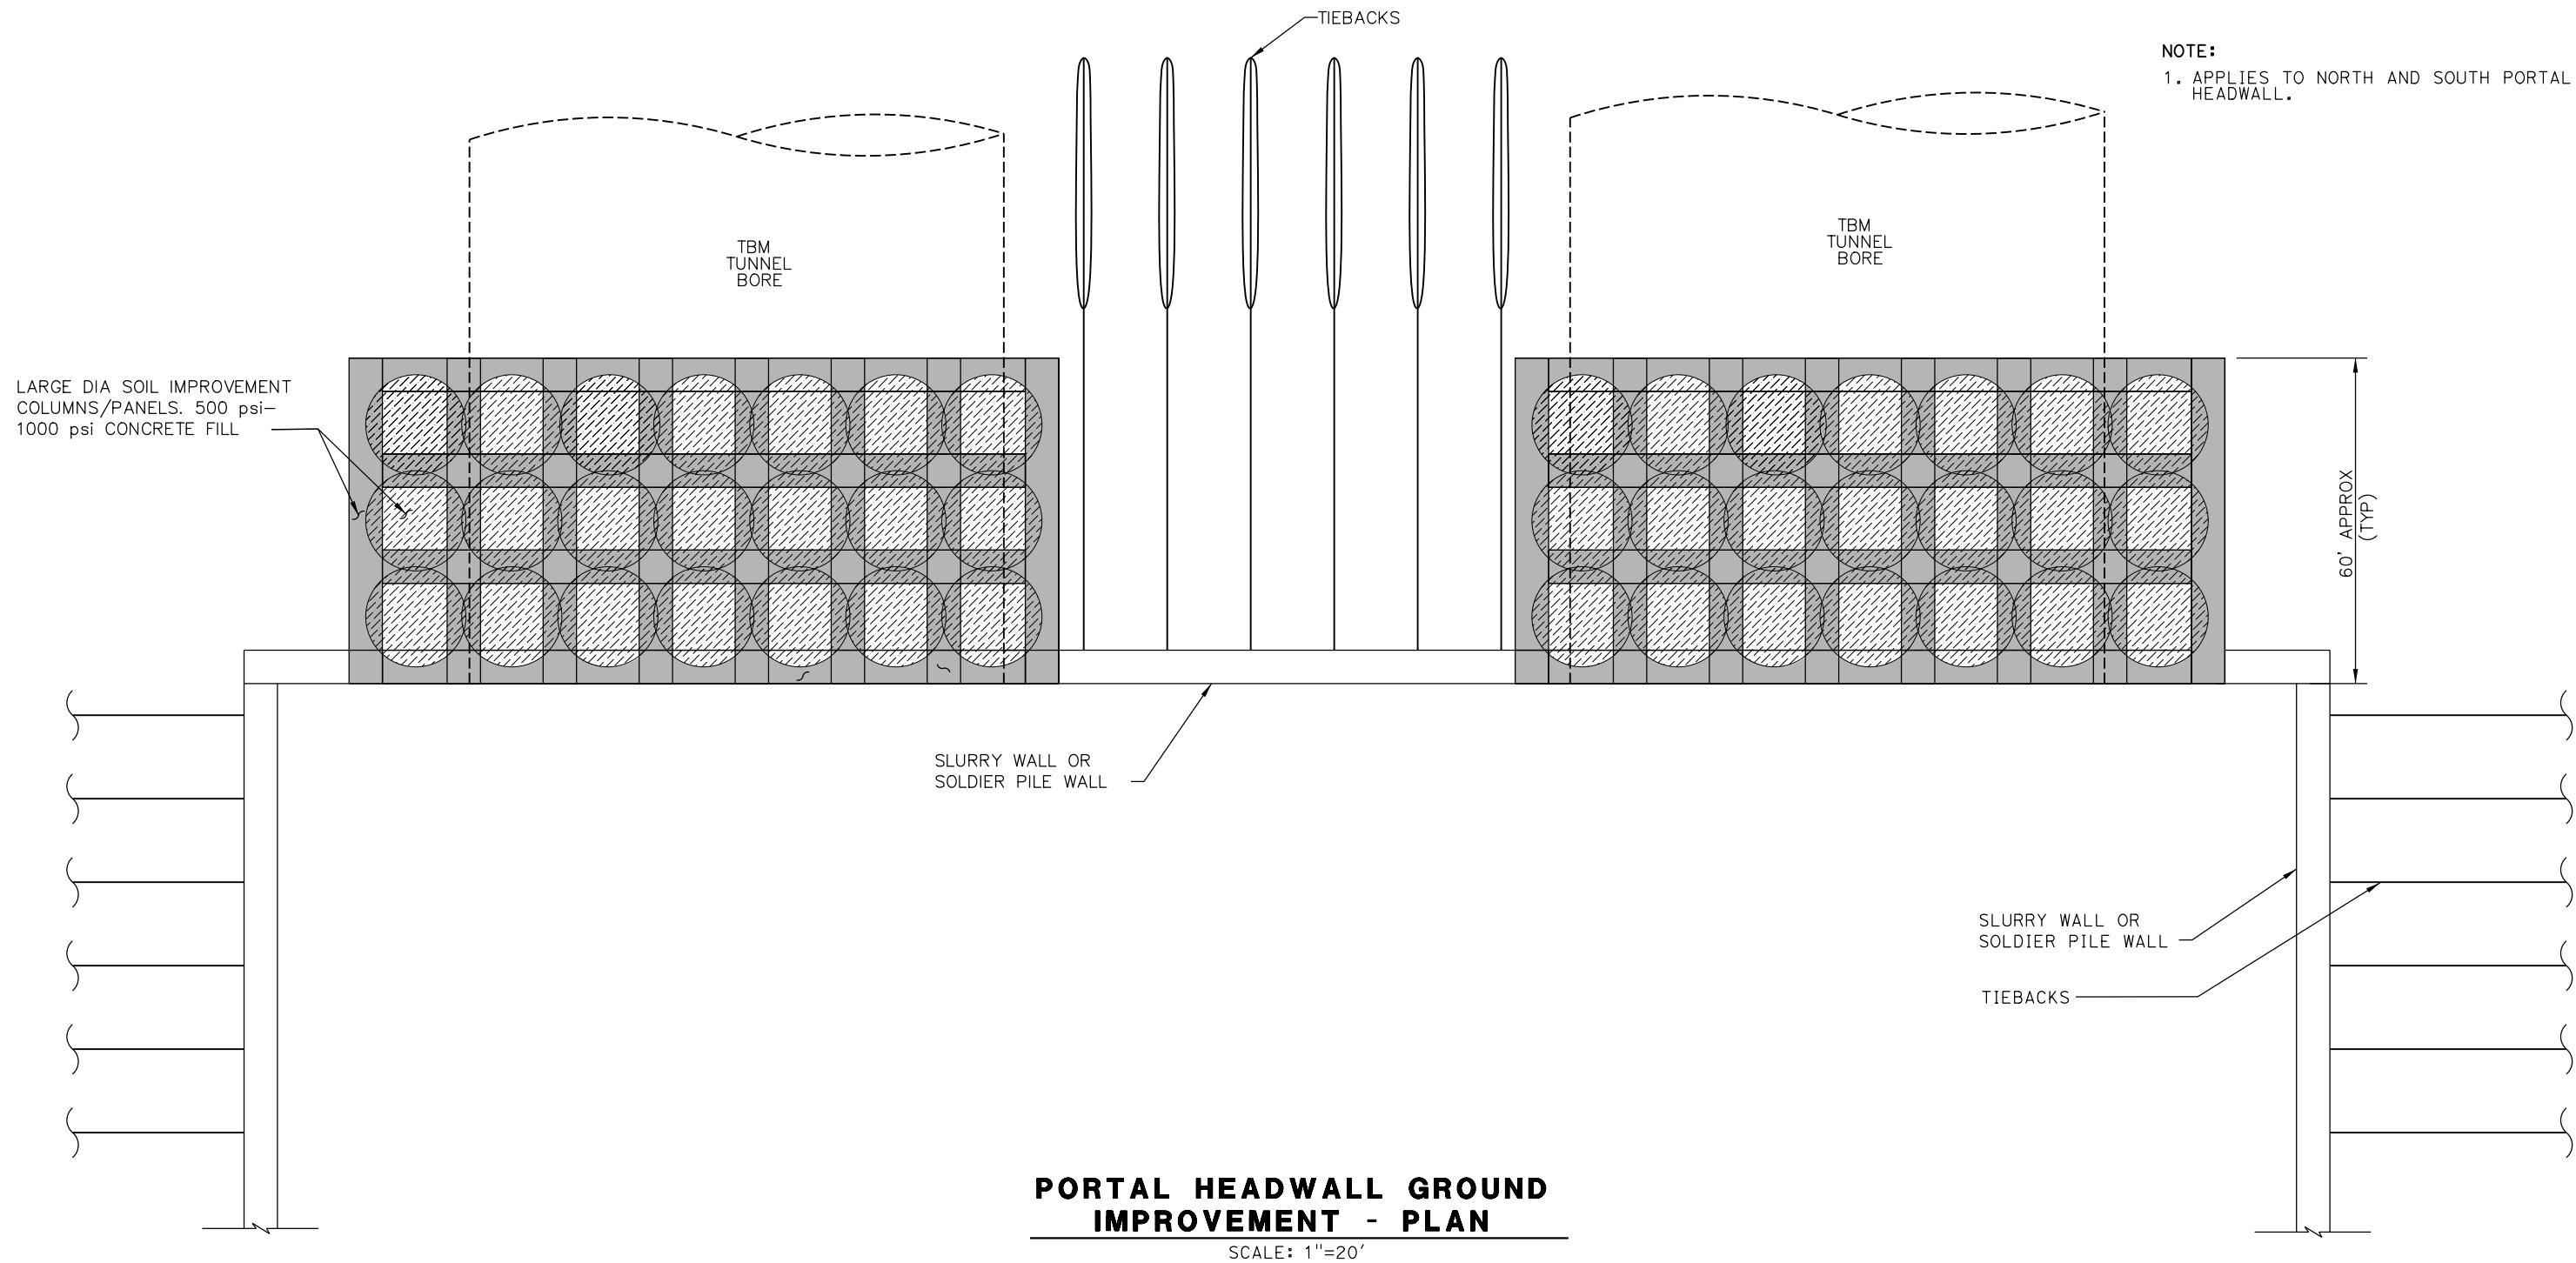 TIEBACKS
NOTE:
1. APPLIES TO NORTH AND SOUTH PORTAL
HEADWALL.
TBM
TUNNEL
BORE
TBM
TUNNEL
BORE
LARGE DIA SOIL IMPROVEMENT
COLUMNS/PANELS. 500 psi-
1000 psi CONCRETE FILL
60' APPROX
(TYP)
SLURRY WALL OR
SOLDIER PILE WALL
SLURRY WALL OR
SOLDIER PILE WALL
TIEBACKS
PORTAL HEADWALL GROUND
IMPROVEMENT - PLAN
SCALE: 1"=20'